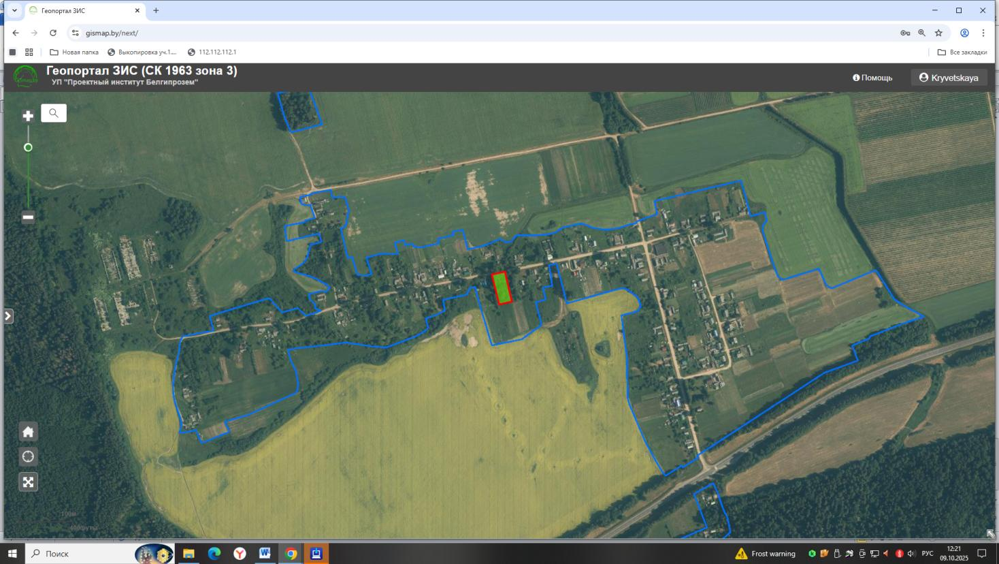 Геопортал ЗИС
gismap.by/next/
Новая папка
Выкопировка уч.1....
112.112.112.1
Все закладки
Геопортал ЗИС (СК 1963 зона 3)
УП "Проектный институт Белгипрозем"
Помощь
Kryvetskaya
100м
400футы
Поиск
Frost warning
РУС
12:21
09.10.2025